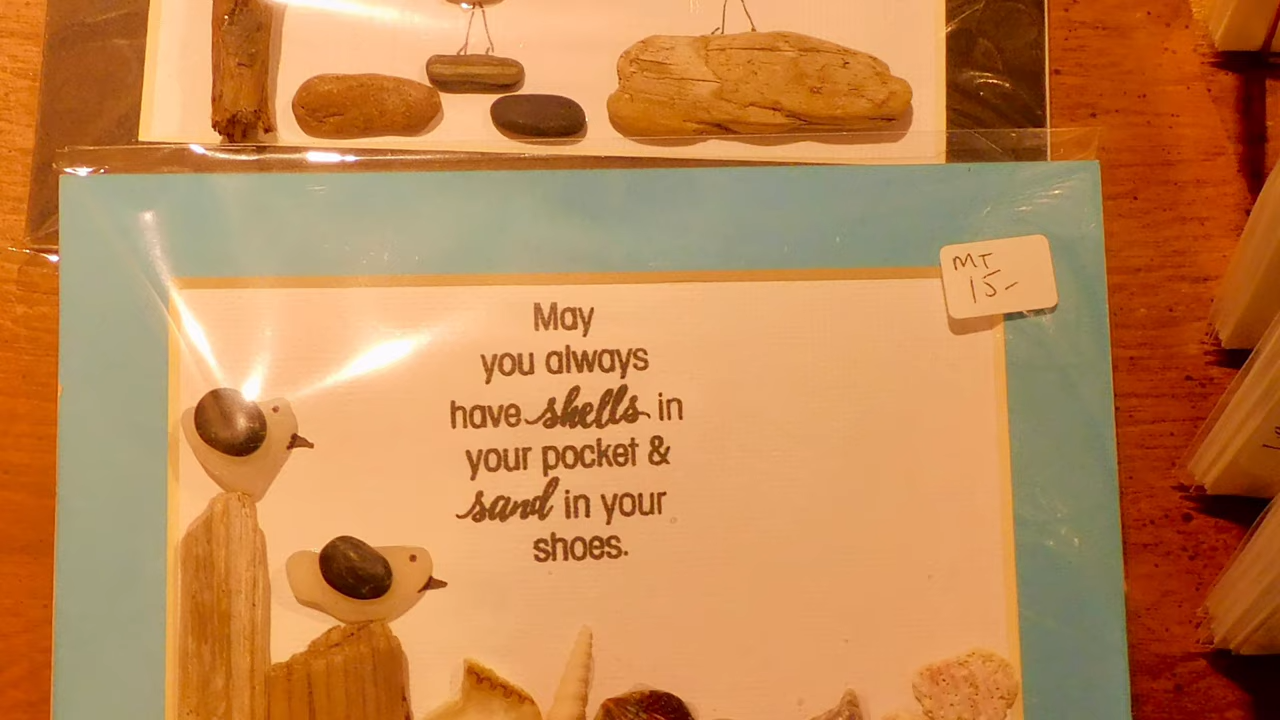 MT
15-
May
you always
have shells in
your pocket &
sand in your
shoes.